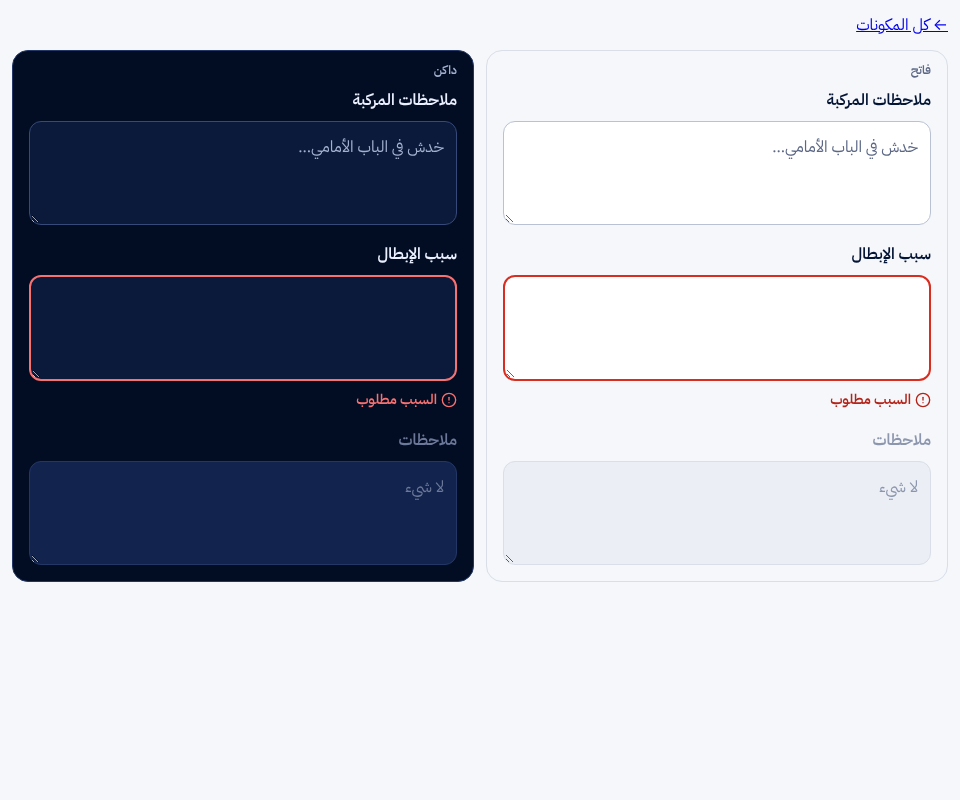 ← كل المكونات
فاتح
ملاحظات المركبة
خدش في الباب الأمامي...
سبب الإبطال
السبب مطلوب
ملاحظات
لا شيء
داكن
ملاحظات المركبة
خدش في الباب الأمامي...
سبب الإبطال
السبب مطلوب
ملاحظات
لا شيء